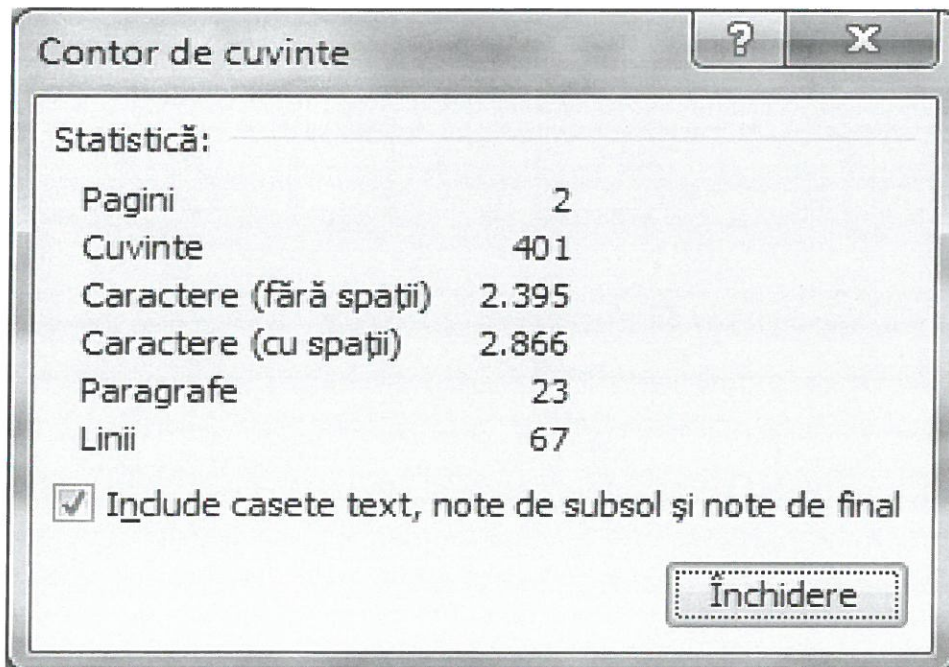 Contor de cuvinte
Statistică:
Pagini 2
Cuvinte 401
Caractere (fără spații) 2.395
Caractere (cu spații) 2.866
Paragrafe 23
Linii 67
Include casete text, note de subsol şi note de final
Închidere